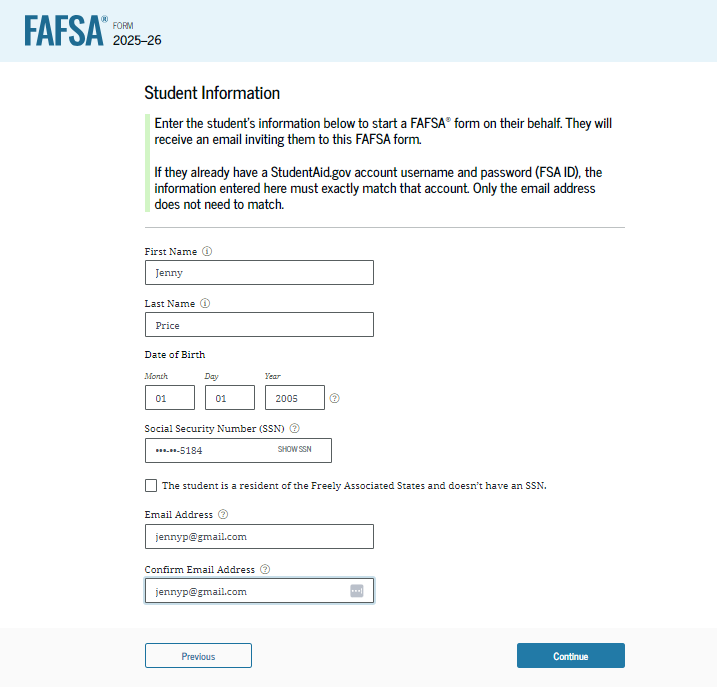 FAFSA® FORM
2025–26
Student Information
Enter the student's information below to start a FAFSA® form on their behalf. They will
receive an email inviting them to this FAFSA form.
If they already have a StudentAid.gov account username and password (FSA ID), the
information entered here must exactly match that account. Only the email address
does not need to match.
First Name
Jenny
Last Name
Price
Date of Birth
Month Day Year
01 01 2005
Social Security Number (SSN)
•••-••-5184 SHOW SSN
The student is a resident of the Freely Associated States and doesn't have an SSN.
Email Address
jennyp@gmail.com
Confirm Email Address
jennyp@gmail.com
Previous Continue